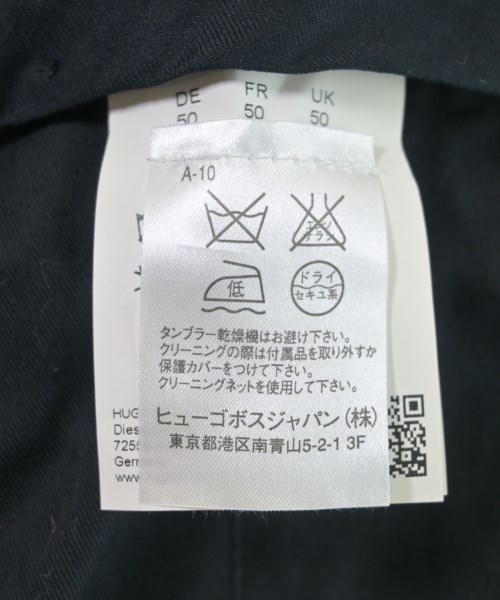 DE FR UK
50 50 50
A-10
エンソ
サラシ
低
ドライ
セキユ系
タンブラー乾燥機はお避け下さい。
クリーニングの際は付属品を取り外すか
保護カバーをつけて下さい。
クリーニングネットを使用して下さい。
HUG
ヒューゴボスジャパン(株)
Dies
東京都港区南青山5-2-1 3F
7255
Germ